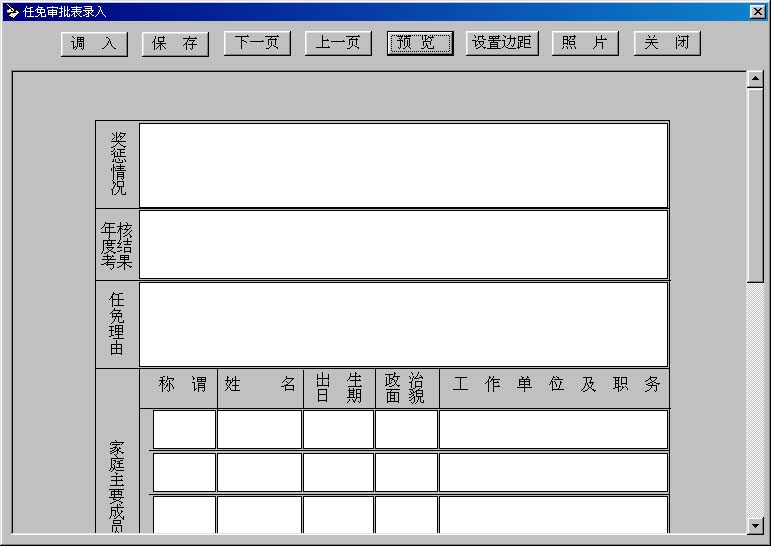 任免审批表录入
调 入 保 存 下一页 上一页 预 览 设置边距 照 片 关 闭
奖惩情况
年度考核结果
任免理由
称 谓 姓 名 出生日期 政治面貌 工 作 单 位 及 职 务
家庭主要成员